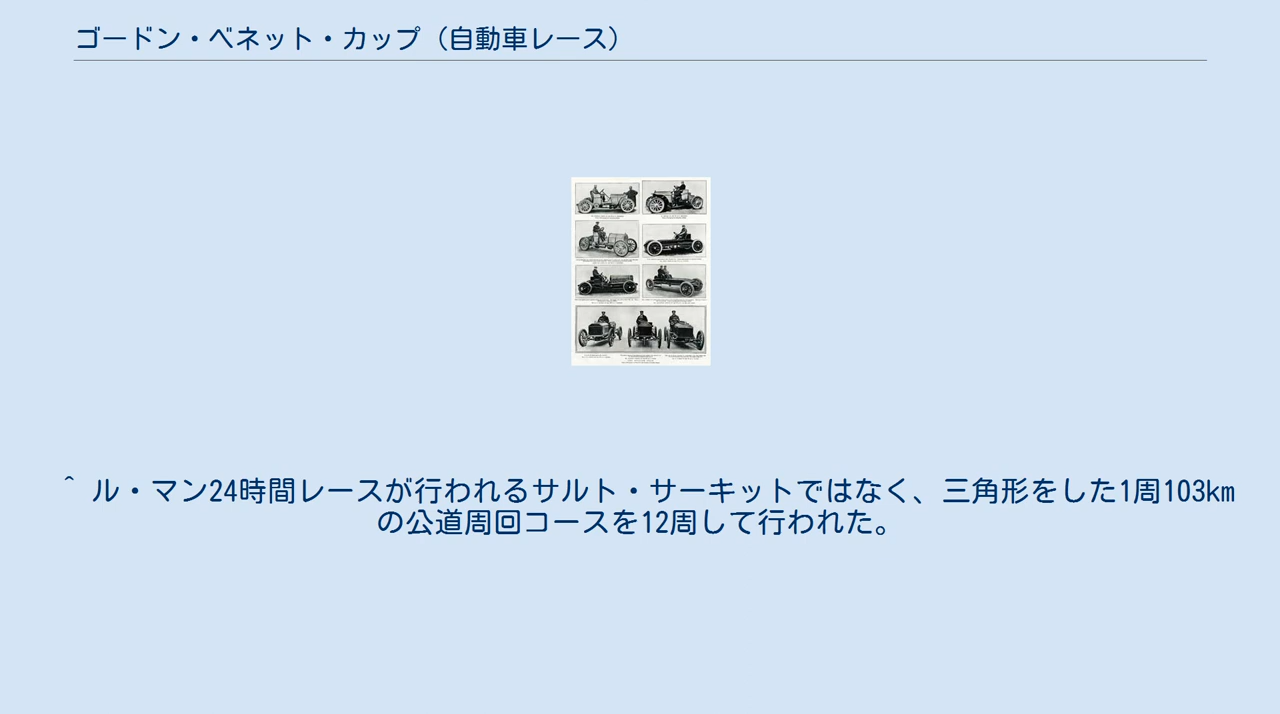 ゴードン・ベネット・カップ（自動車レース）
^ ル・マン24時間レースが行われるサルト・サーキットではなく、三角形をした1周103km
の公道周回コースを12周して行われた。